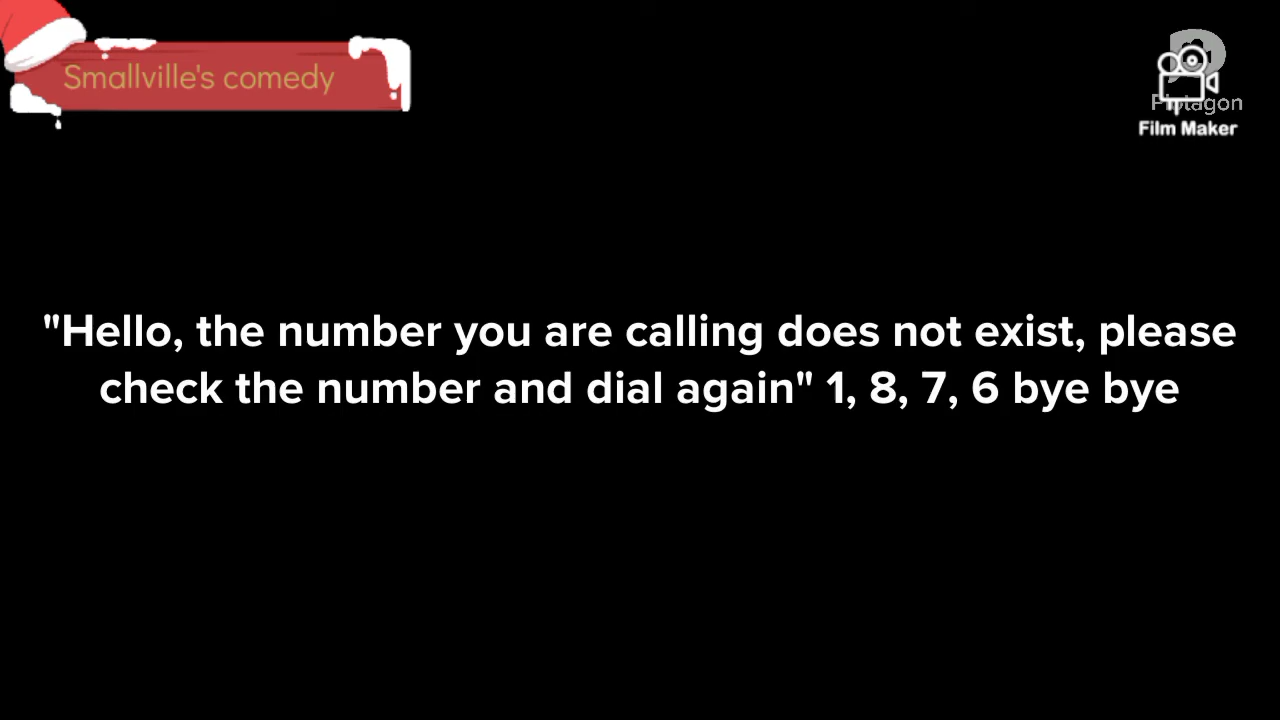 Smallville's comedy
Plotagon
Film Maker
"Hello, the number you are calling does not exist, please
check the number and dial again" 1, 8, 7, 6 bye bye